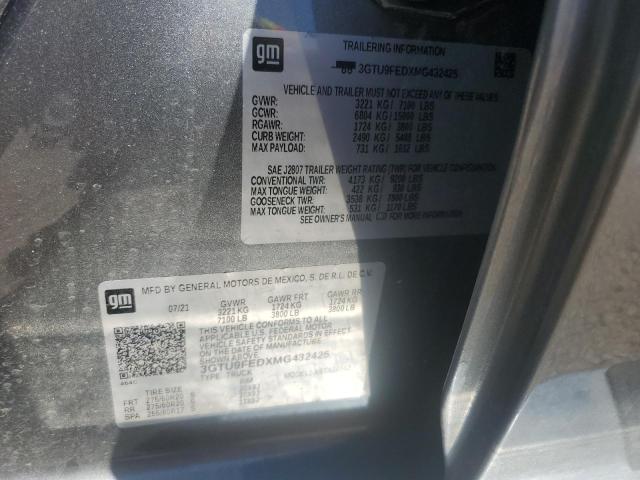 gm
TRAILERING INFORMATION
3GTU9FEDXMG432425
VEHICLE AND TRAILER MUST NOT EXCEED ANY OF THESE VALUES
GVWR: 3221 KG / 7100 LBS
GCWR: 6804 KG / 15000 LBS
RGAWR: 1724 KG / 3800 LBS
CURB WEIGHT: 2490 KG / 5488 LBS
MAX PAYLOAD: 731 KG / 1612 LBS
SAE J2807 TRAILER WEIGHT RATING (TWR) FOR VEHICLE CONFIGURATION
CONVENTIONAL TWR: 4173 KG / 9200 LBS
MAX TONGUE WEIGHT: 422 KG / 930 LBS
GOOSENECK TWR: 3538 KG / 7800 LBS
MAX TONGUE WEIGHT: 531 KG / 1170 LBS
SEE OWNER'S MANUAL FOR MORE INFORMATION
gm
MFD BY GENERAL MOTORS DE MEXICO, S. DE R.L. DE C.V.
07/21 GVWR GAWR FRT GAWR RR
3221 KG 1724 KG 1724 KG
7100 LB 3800 LB 3800 LB
THIS VEHICLE CONFORMS TO ALL
APPLICABLE U.S. FEDERAL MOTOR
VEHICLE SAFETY STANDARDS IN EFFECT
ON THE DATE OF MANUFACTURE
SHOWN ABOVE.
3GTU9FEDXMG432425
TYPE: TRUCK
TIRE SIZE RIM
FRT 275/60R20
RR 275/60R20
SPA 255/80R17